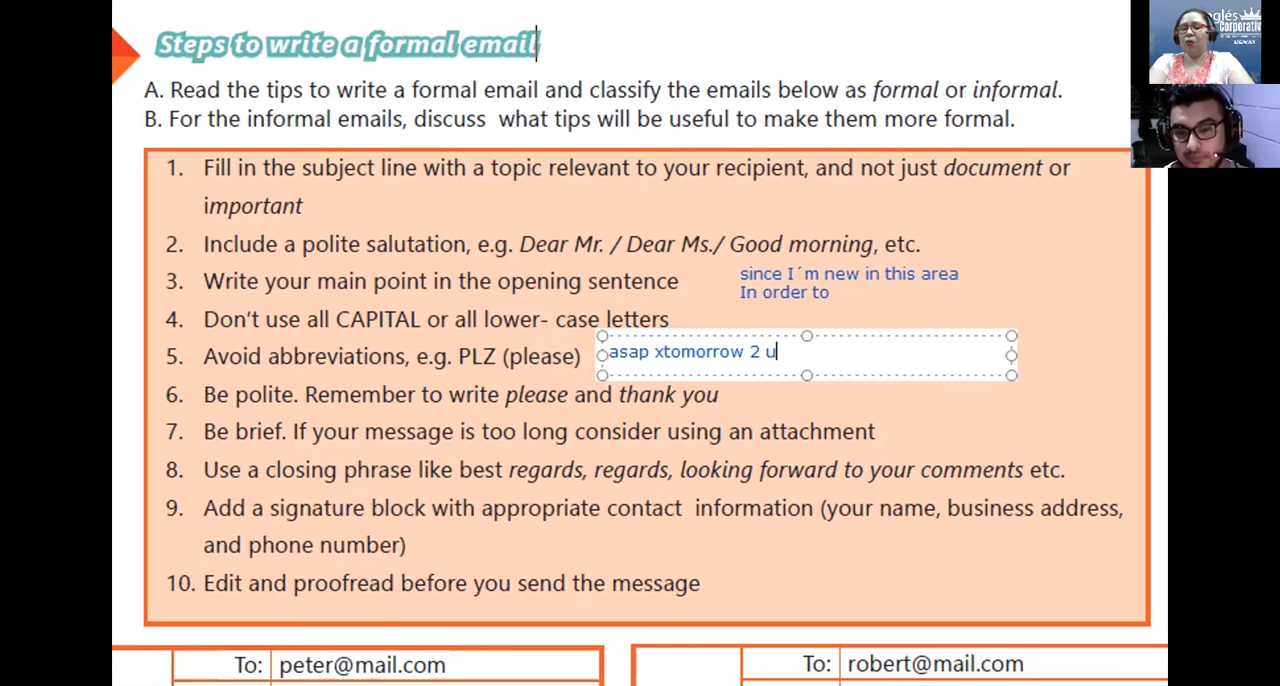 Steps to write a formal email
A. Read the tips to write a formal email and classify the emails below as formal or informal.
B. For the informal emails, discuss what tips will be useful to make them more formal.
1. Fill in the subject line with a topic relevant to your recipient, and not just document or
important
2. Include a polite salutation, e.g. Dear Mr. / Dear Ms./ Good morning, etc.
3. Write your main point in the opening sentence
since I´m new in this area
In order to
4. Don't use all CAPITAL or all lower- case letters
5. Avoid abbreviations, e.g. PLZ (please)
asap xtomorrow 2 u
6. Be polite. Remember to write please and thank you
7. Be brief. If your message is too long consider using an attachment
8. Use a closing phrase like best regards, regards, looking forward to your comments etc.
9. Add a signature block with appropriate contact information (your name, business address,
and phone number)
10. Edit and proofread before you send the message
To: peter@mail.com
To: robert@mail.com